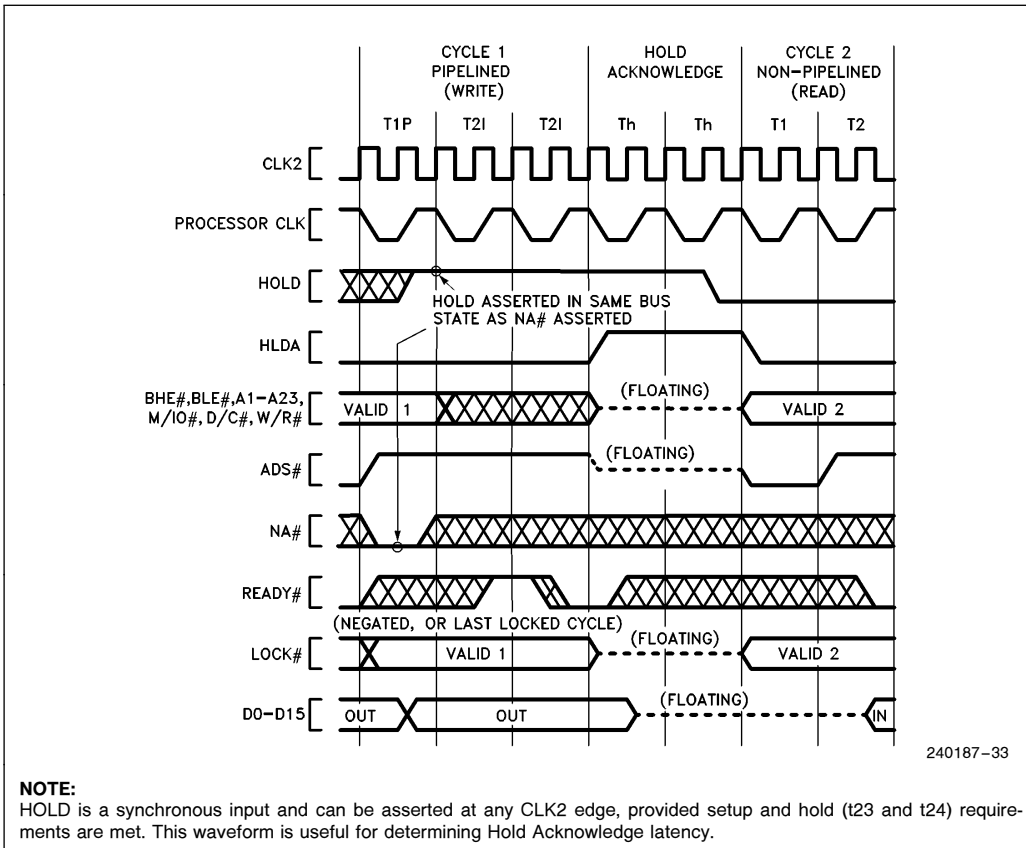 CYCLE 1
PIPELINED
(WRITE)
HOLD
ACKNOWLEDGE
CYCLE 2
NON-PIPELINED
(READ)
T1P T2I T2I Th Th T1 T2
CLK2
PROCESSOR CLK
HOLD
HOLD ASSERTED IN SAME BUS
STATE AS NA# ASSERTED
HLDA
BHE#,BLE#,A1-A23,
M/IO#,D/C#,W/R#
VALID 1 (FLOATING) VALID 2
ADS# (FLOATING)
NA#
READY#
(NEGATED, OR LAST LOCKED CYCLE)
LOCK# VALID 1 (FLOATING) VALID 2
D0-D15 OUT OUT (FLOATING) IN
240187-33
NOTE:
HOLD is a synchronous input and can be asserted at any CLK2 edge, provided setup and hold (t23 and t24) require-
ments are met. This waveform is useful for determining Hold Acknowledge latency.